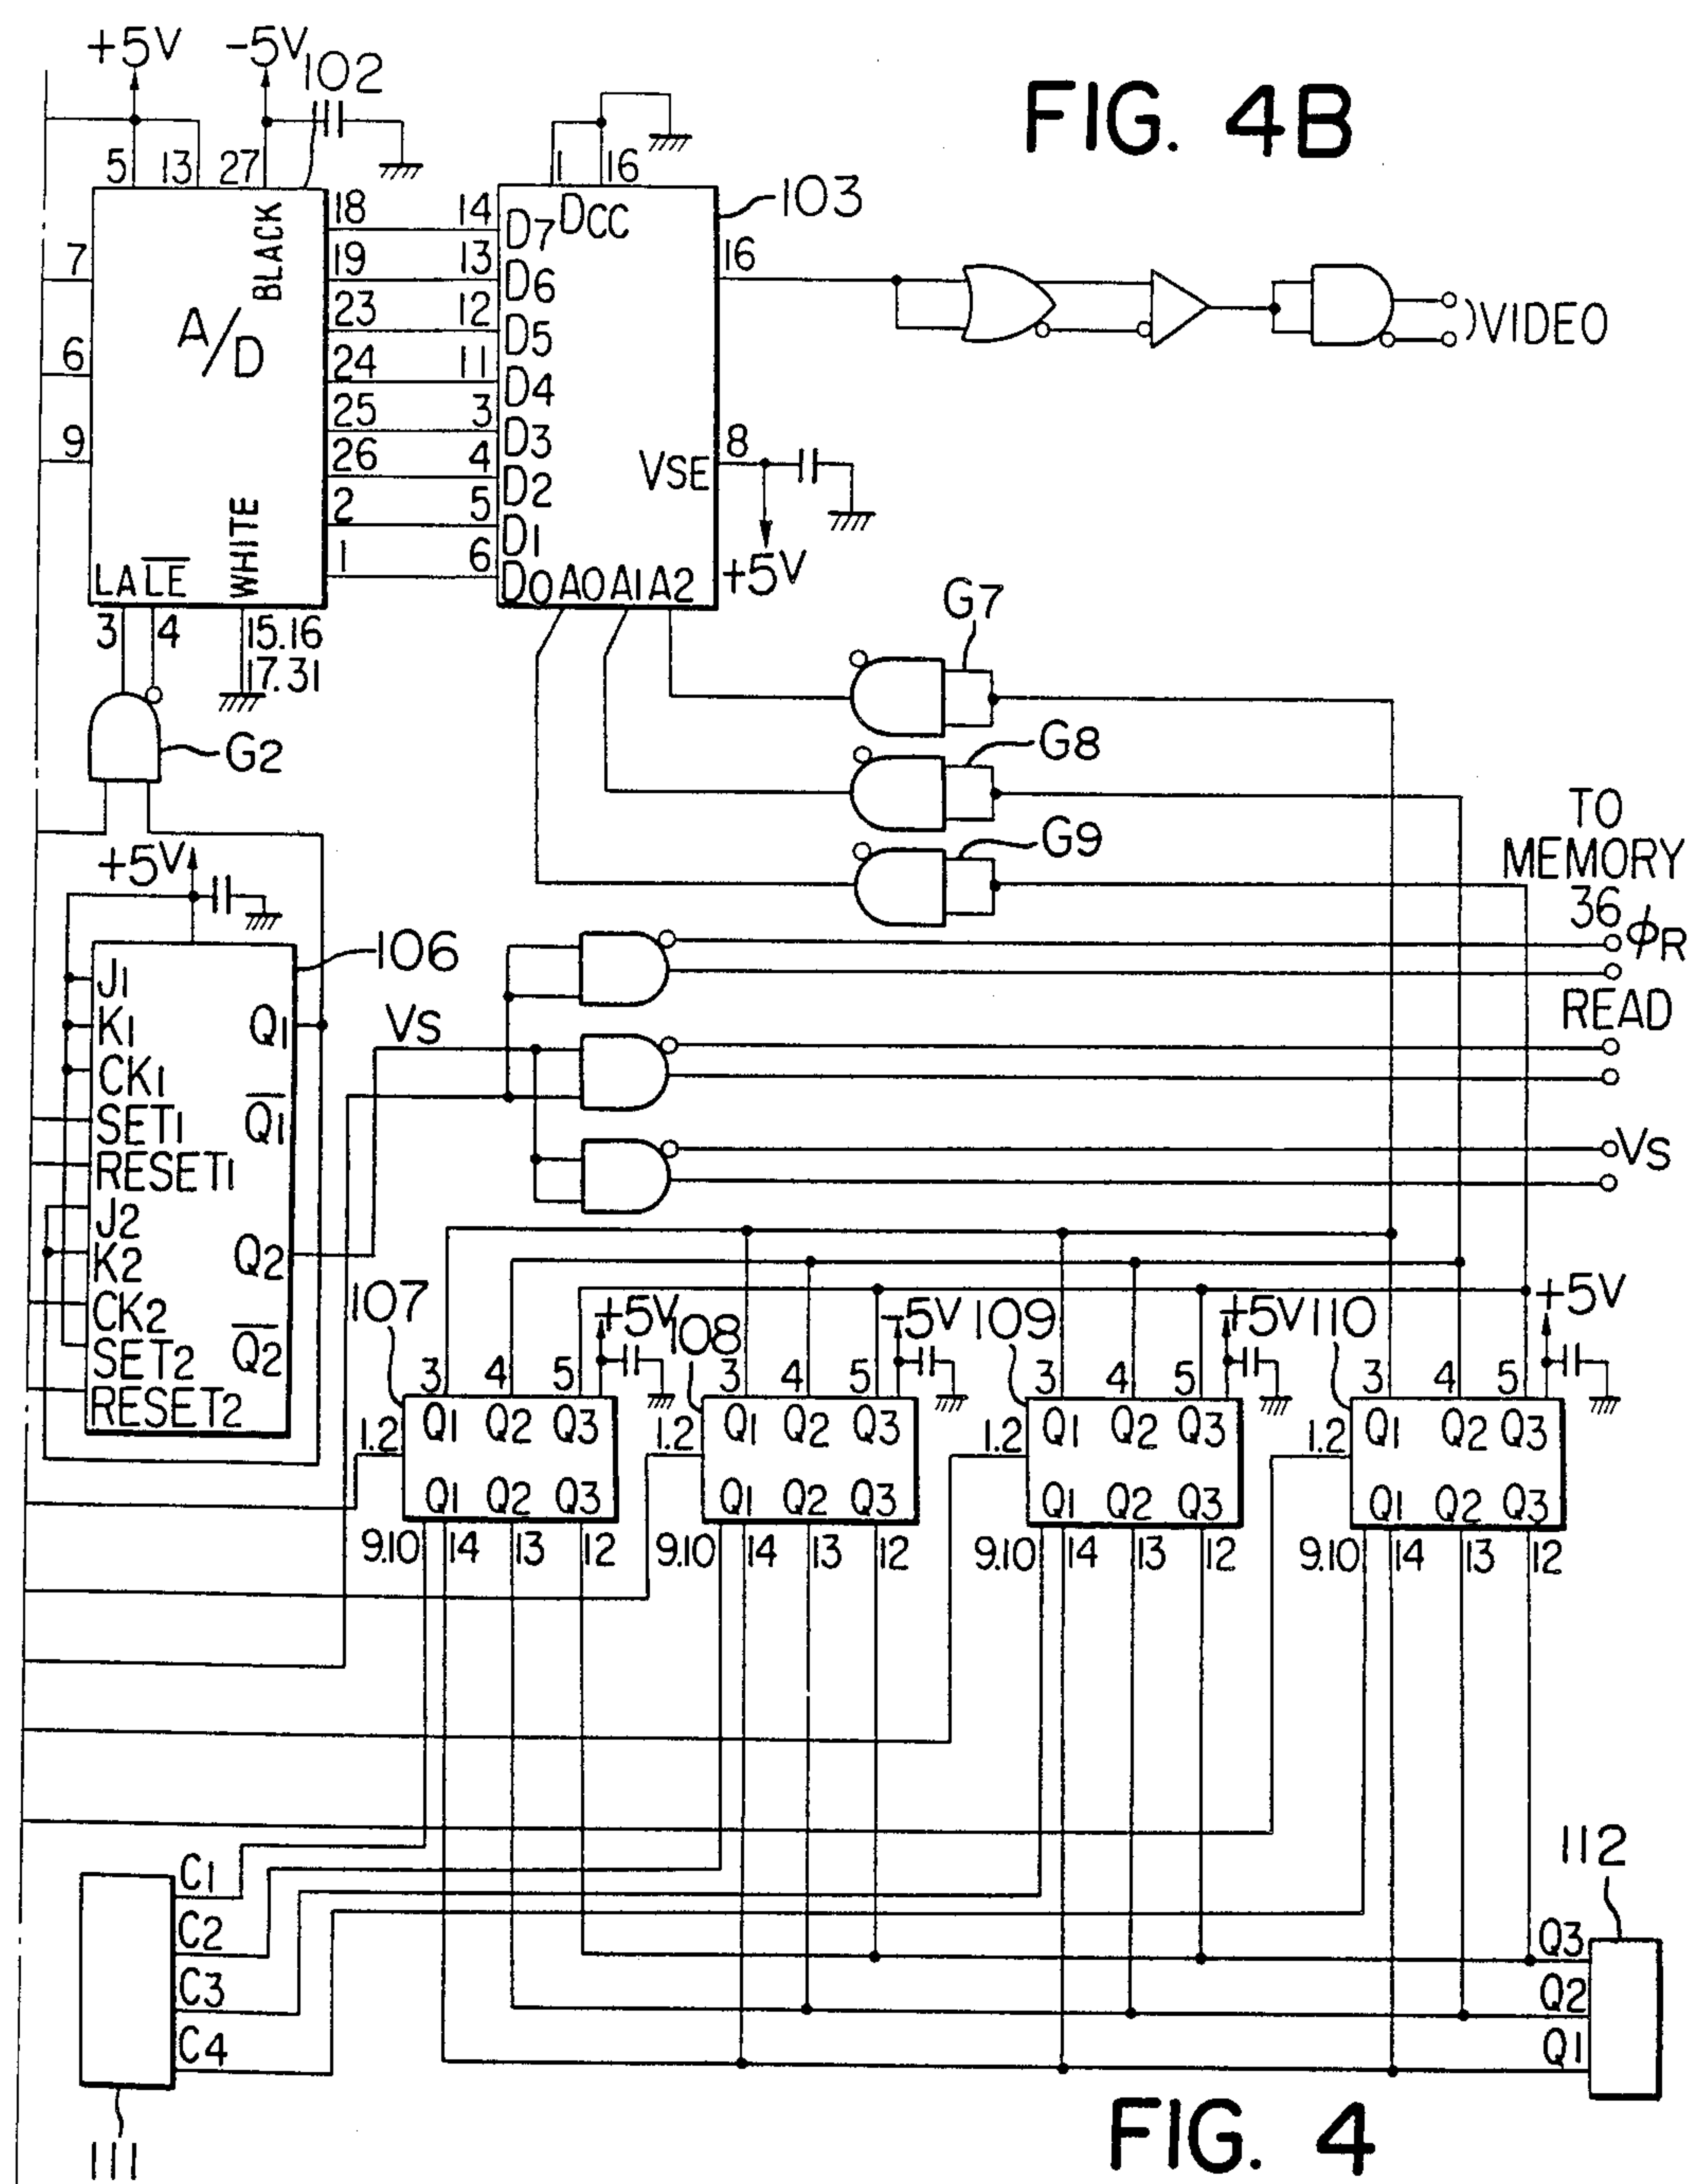 FIG. 4B
+5V
-5V
102
5
13
27
1
16
103
7
6
9
A/D
BLACK
WHITE
LA
LE
18
19
23
24
25
26
2
1
14
13
12
11
3
4
5
6
D7
D6
D5
D4
D3
D2
D1
D0
DCC
A0
A1
A2
VSE
16
8
+5V
VIDEO
3
4
15.16
17.31
G2
G7
G8
G9
TO
MEMORY
36
ϕR
READ
VS
+5V
106
J1
K1
CK1
SET1
RESET1
J2
K2
CK2
SET2
RESET2
Q1
Q1
Q2
Q2
VS
107
+5V
108
-5V
109
+5V
110
+5V
3 4 5
3 4 5
3 4 5
3 4 5
1.2
1.2
1.2
1.2
Q1 Q2 Q3
Q1 Q2 Q3
Q1 Q2 Q3
Q1 Q2 Q3
Q1 Q2 Q3
Q1 Q2 Q3
Q1 Q2 Q3
Q1 Q2 Q3
9.10 14 13 12
9.10 14 13 12
9.10 14 13 12
9.10 14 13 12
C1
C2
C3
C4
111
112
Q3
Q2
Q1
FIG. 4